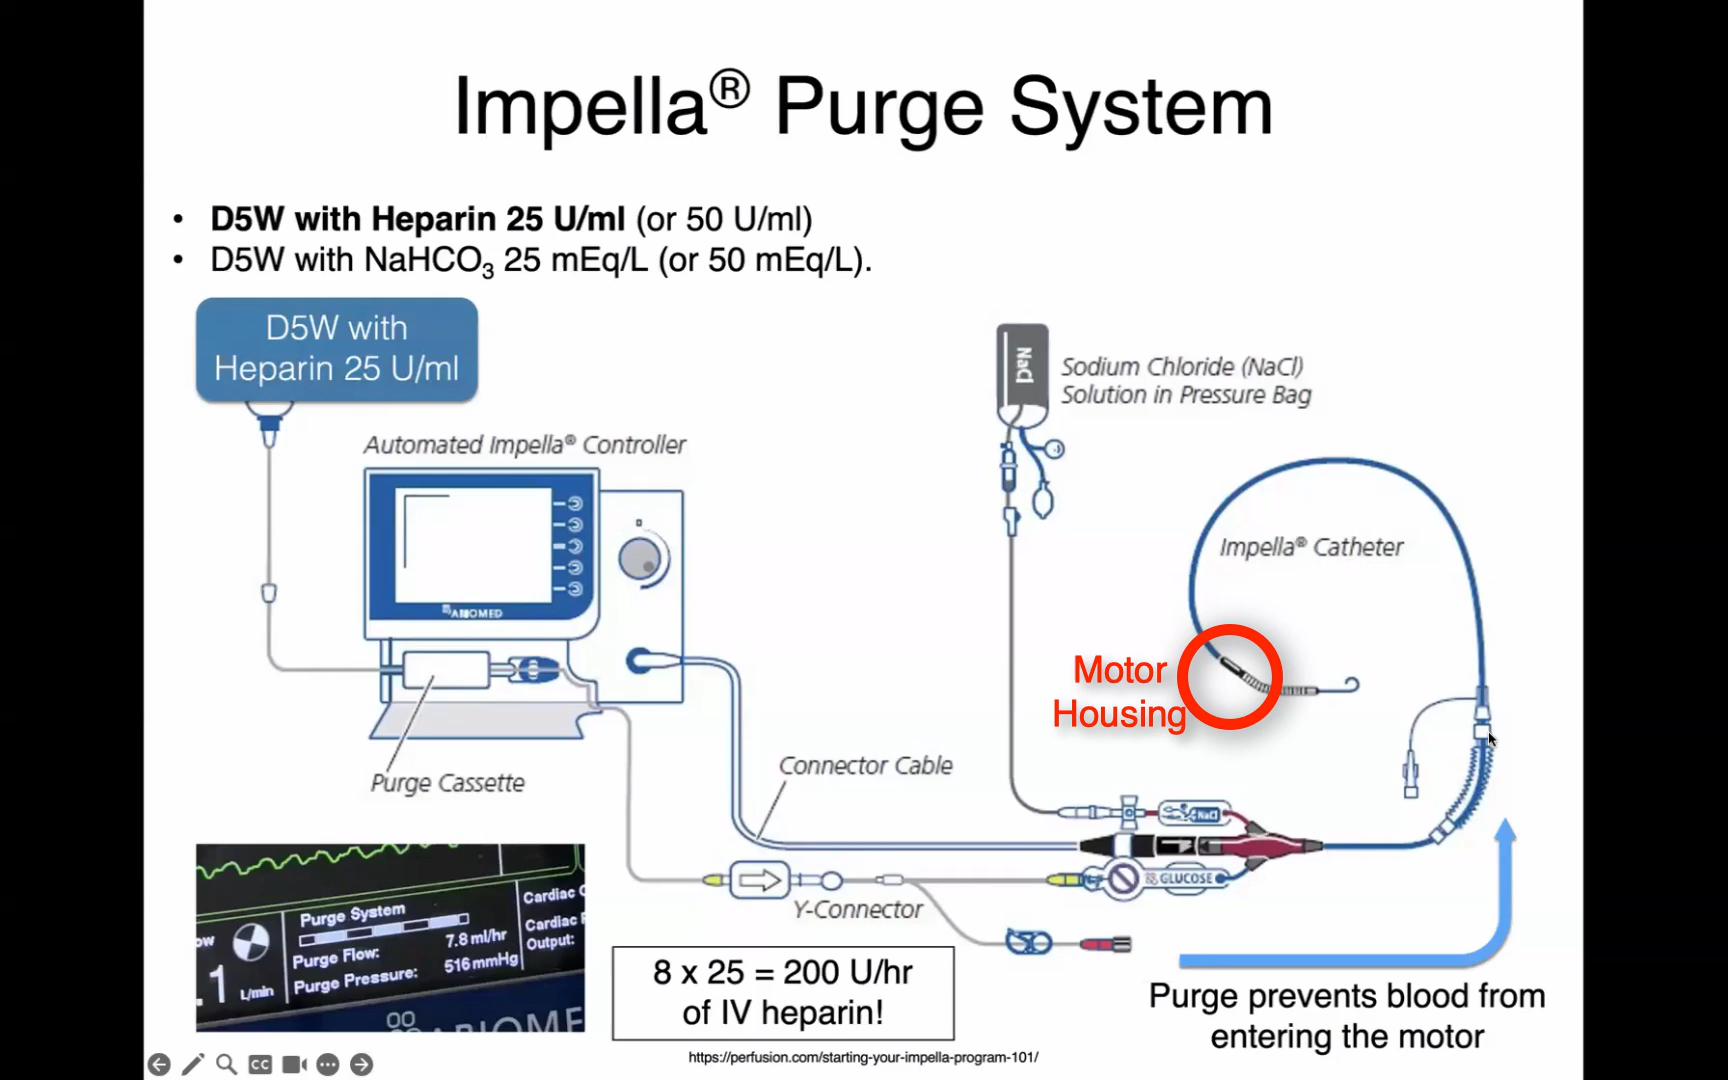 Impella® Purge System
• D5W with Heparin 25 U/ml (or 50 U/ml)
• D5W with NaHCO₃ 25 mEq/L (or 50 mEq/L).
D5W with
Heparin 25 U/ml
NaCl
Sodium Chloride (NaCl)
Solution in Pressure Bag
Automated Impella® Controller
ABIOMED
Impella® Catheter
Motor
Housing
Purge Cassette
Connector Cable
NaCl
GLUCOSE
Y-Connector
Purge System
Purge Flow: 7.8 ml/hr
Purge Pressure: 516 mmHg
.1 L/min
Cardiac
Cardiac
Output:
ABIOME
8 x 25 = 200 U/hr
of IV heparin!
Purge prevents blood from
entering the motor
https://perfusion.com/starting-your-impella-program-101/
CC